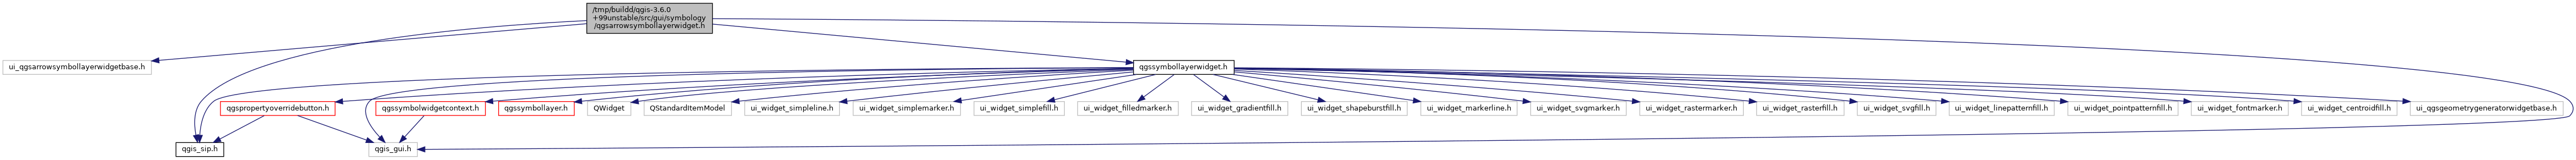 /tmp/buildd/qgis-3.6.0
+99unstable/src/gui/symbology
/qgsarrowsymbollayerwidget.h
ui_qgsarrowsymbollayerwidgetbase.h
qgssymbollayerwidget.h
qgspropertyoverridebutton.h
qgssymbolwidgetcontext.h
qgssymbollayer.h
QWidget
QStandardItemModel
ui_widget_simpleline.h
ui_widget_simplemarker.h
ui_widget_simplefill.h
ui_widget_filledmarker.h
ui_widget_gradientfill.h
ui_widget_shapeburstfill.h
ui_widget_markerline.h
ui_widget_svgmarker.h
ui_widget_rastermarker.h
ui_widget_rasterfill.h
ui_widget_svgfill.h
ui_widget_linepatternfill.h
ui_widget_pointpatternfill.h
ui_widget_fontmarker.h
ui_widget_centroidfill.h
ui_qgsgeometrygeneratorwidgetbase.h
qgis_sip.h
qgis_gui.h